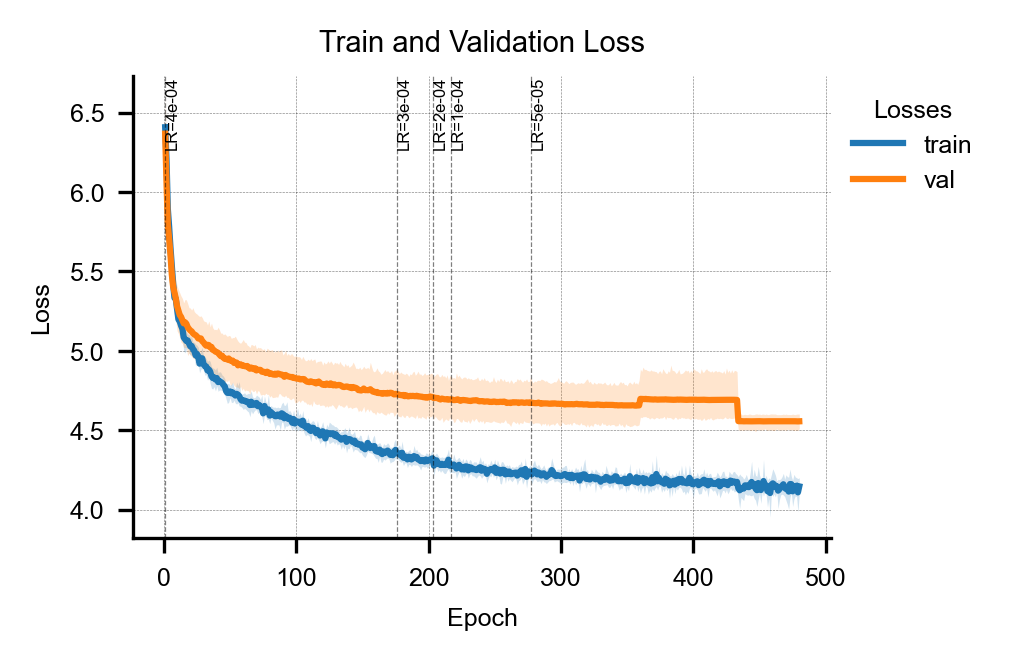 Train and Validation Loss
LR=4e-04
LR=3e-04
LR=2e-04
LR=1e-04
LR=5e-05
Losses
train
val
6.5
6.0
5.5
5.0
4.5
4.0
Loss
0
100
200
300
400
500
Epoch